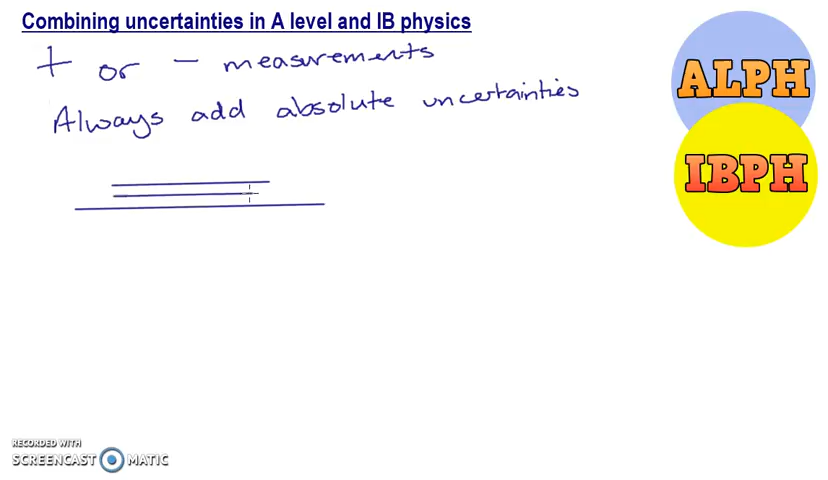 Combining uncertainties in A level and IB physics
+ or - measurements
Always add absolute uncertainties
ALPH
IBPH
RECORDED WITH
SCREENCAST MATIC